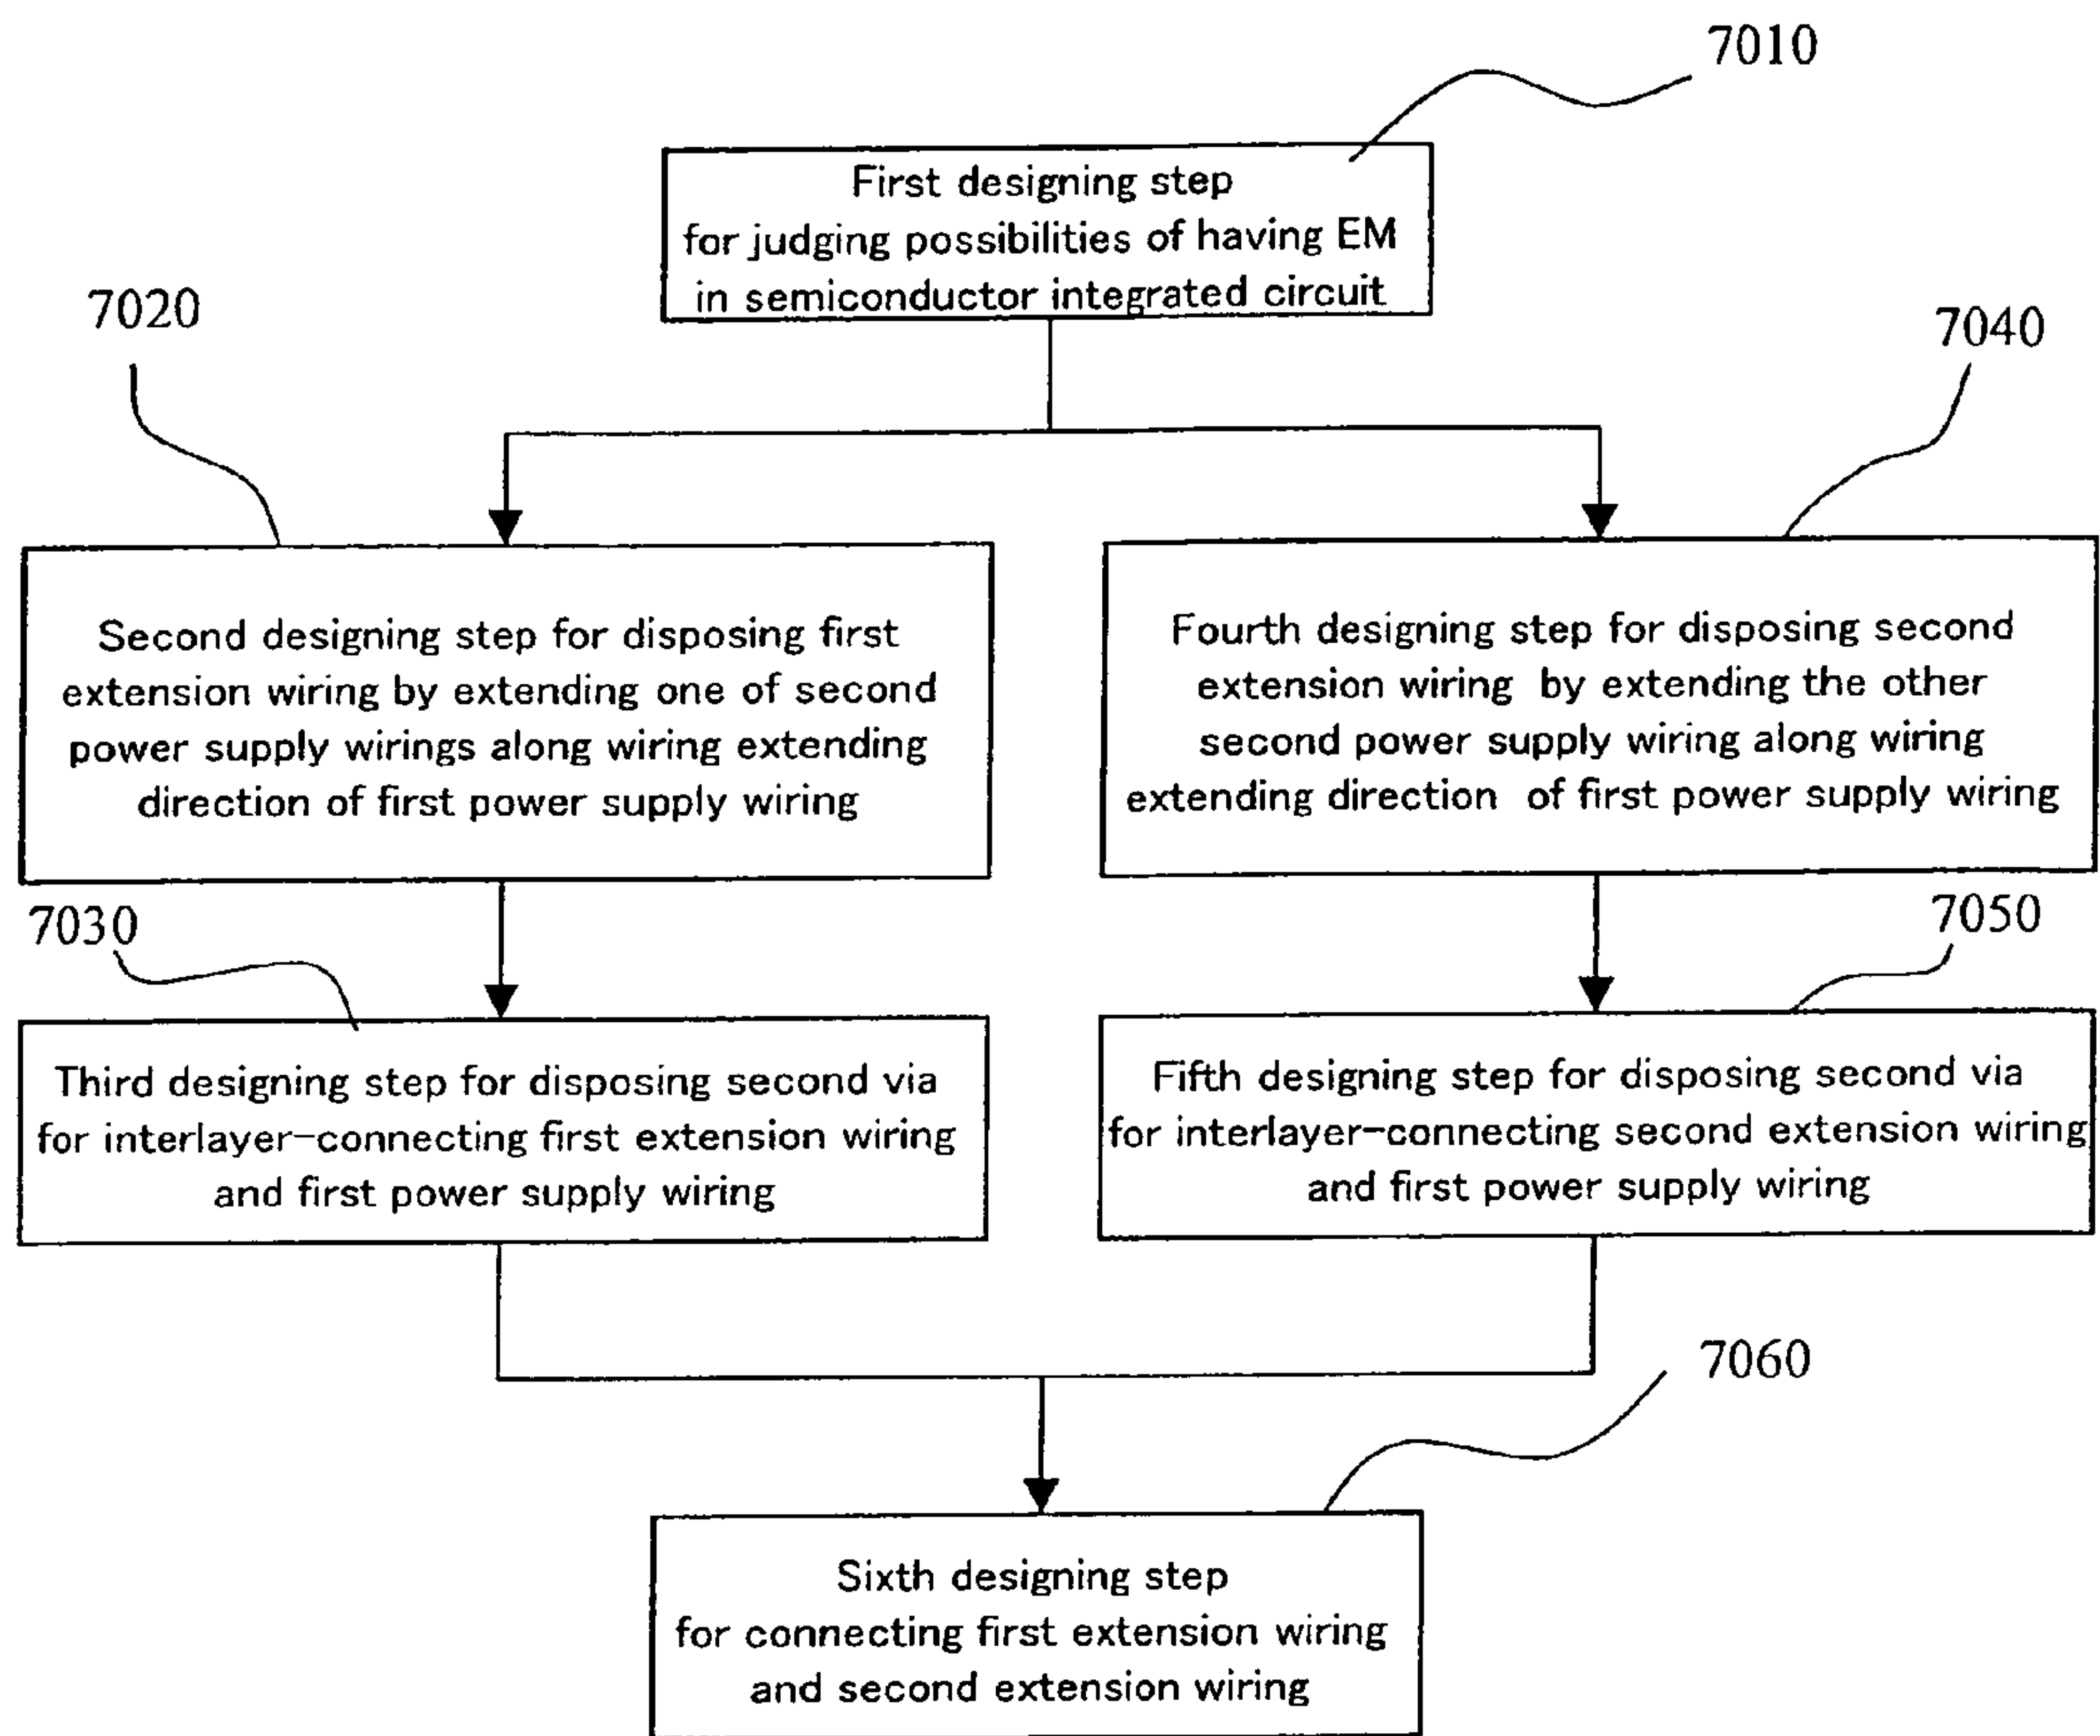 7010
First designing step
for judging possibilities of having EM
in semiconductor integrated circuit
7020
7040
Second designing step for disposing first
extension wiring by extending one of second
power supply wirings along wiring extending
direction of first power supply wiring
Fourth designing step for disposing second
extension wiring by extending the other
second power supply wiring along wiring
extending direction of first power supply wiring
7030
7050
Third designing step for disposing second via
for interlayer-connecting first extension wiring
and first power supply wiring
Fifth designing step for disposing second via
for interlayer-connecting second extension wiring
and first power supply wiring
7060
Sixth designing step
for connecting first extension wiring
and second extension wiring